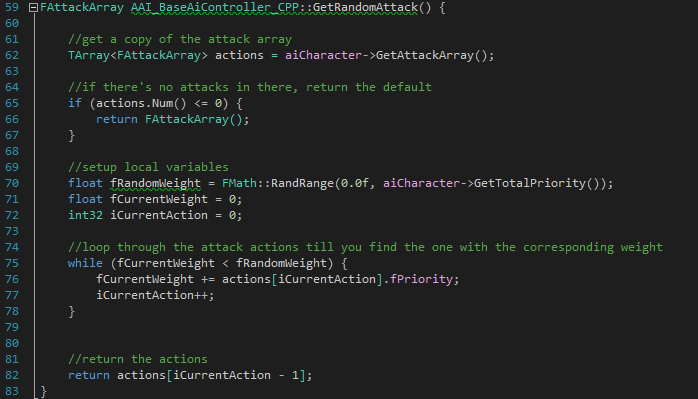 59 FAttackArray AAI_BaseAiController_CPP::GetRandomAttack() {
60
61 //get a copy of the attack array
62 TArray<FAttackArray> actions = aiCharacter->GetAttackArray();
63
64 //if there's no attacks in there, return the default
65 if (actions.Num() <= 0) {
66 return FAttackArray();
67 }
68
69 //setup local variables
70 float fRandomWeight = FMath::RandRange(0.0f, aiCharacter->GetTotalPriority());
71 float fCurrentWeight = 0;
72 int32 iCurrentAction = 0;
73
74 //loop through the attack actions till you find the one with the corresponding weight
75 while (fCurrentWeight < fRandomWeight) {
76 fCurrentWeight += actions[iCurrentAction].fPriority;
77 iCurrentAction++;
78 }
79
80
81 //return the actions
82 return actions[iCurrentAction - 1];
83 }